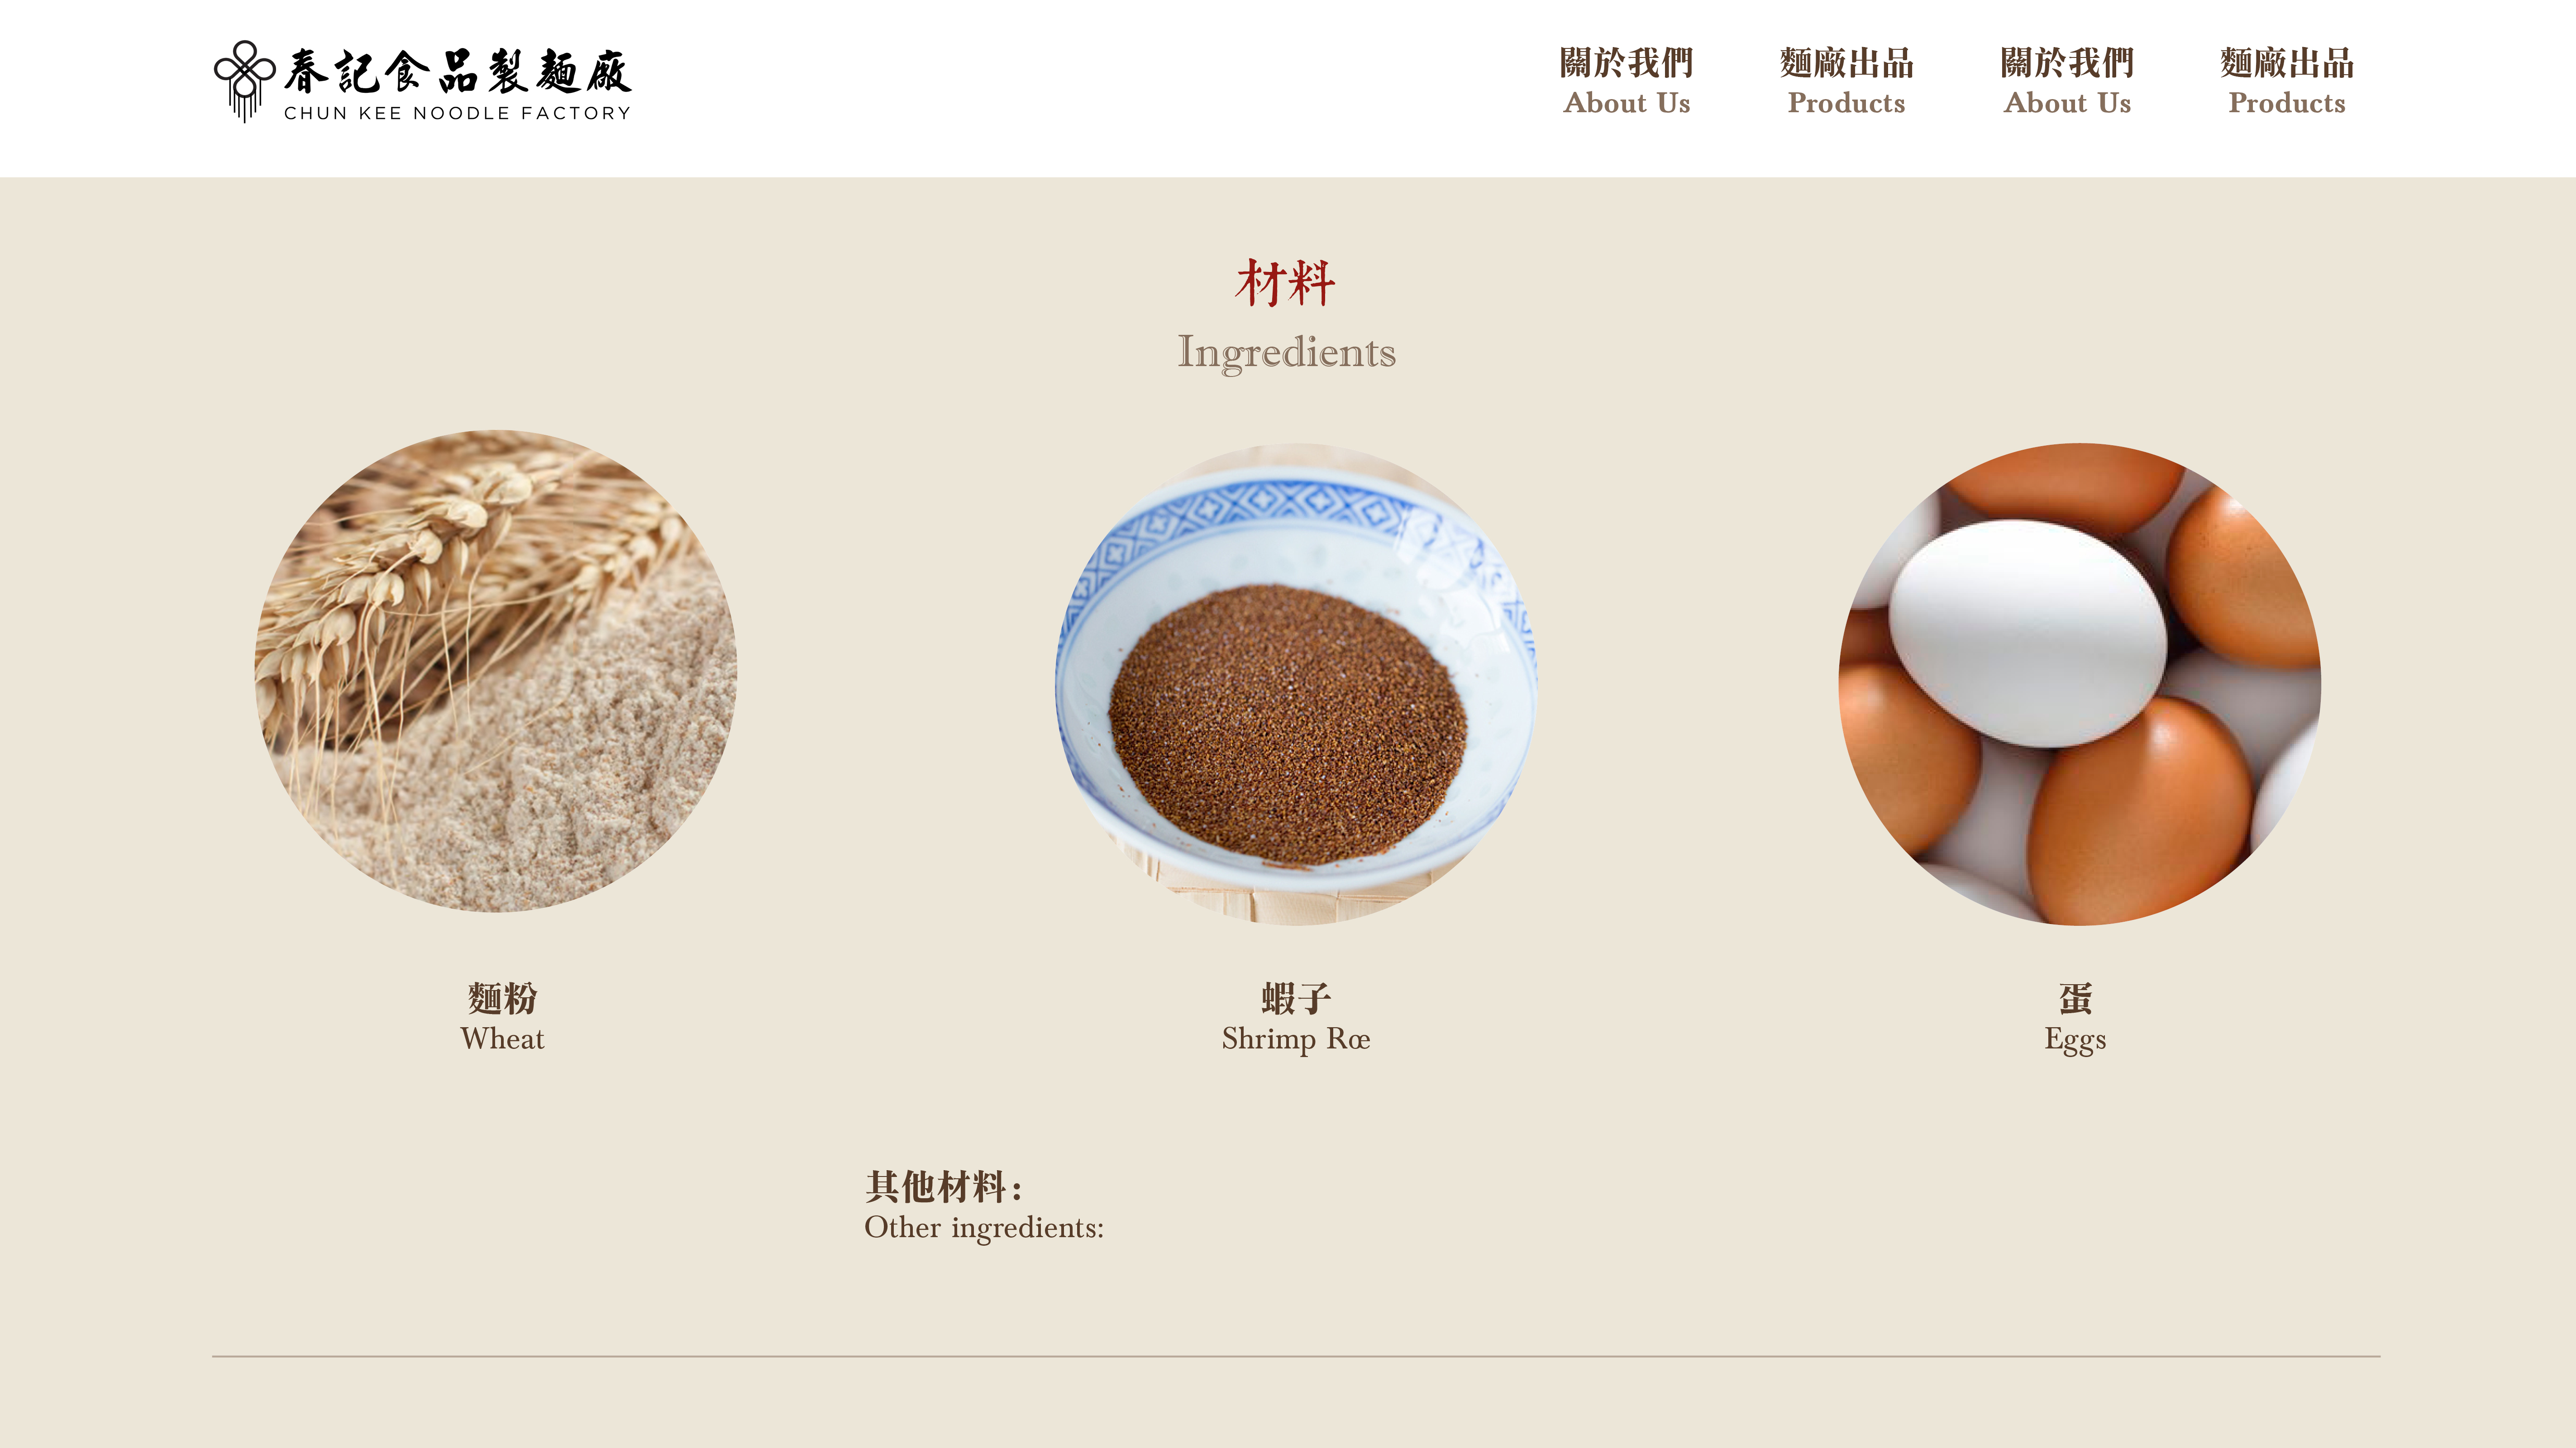 春記食品製麵廠
CHUN KEE NOODLE FACTORY
關於我們 麵廠出品 關於我們 麵廠出品
About Us Products About Us Products
材料
Ingredients
麵粉 蝦子 蛋
Wheat Shrimp Rœ Eggs
其他材料：
Other ingredients: